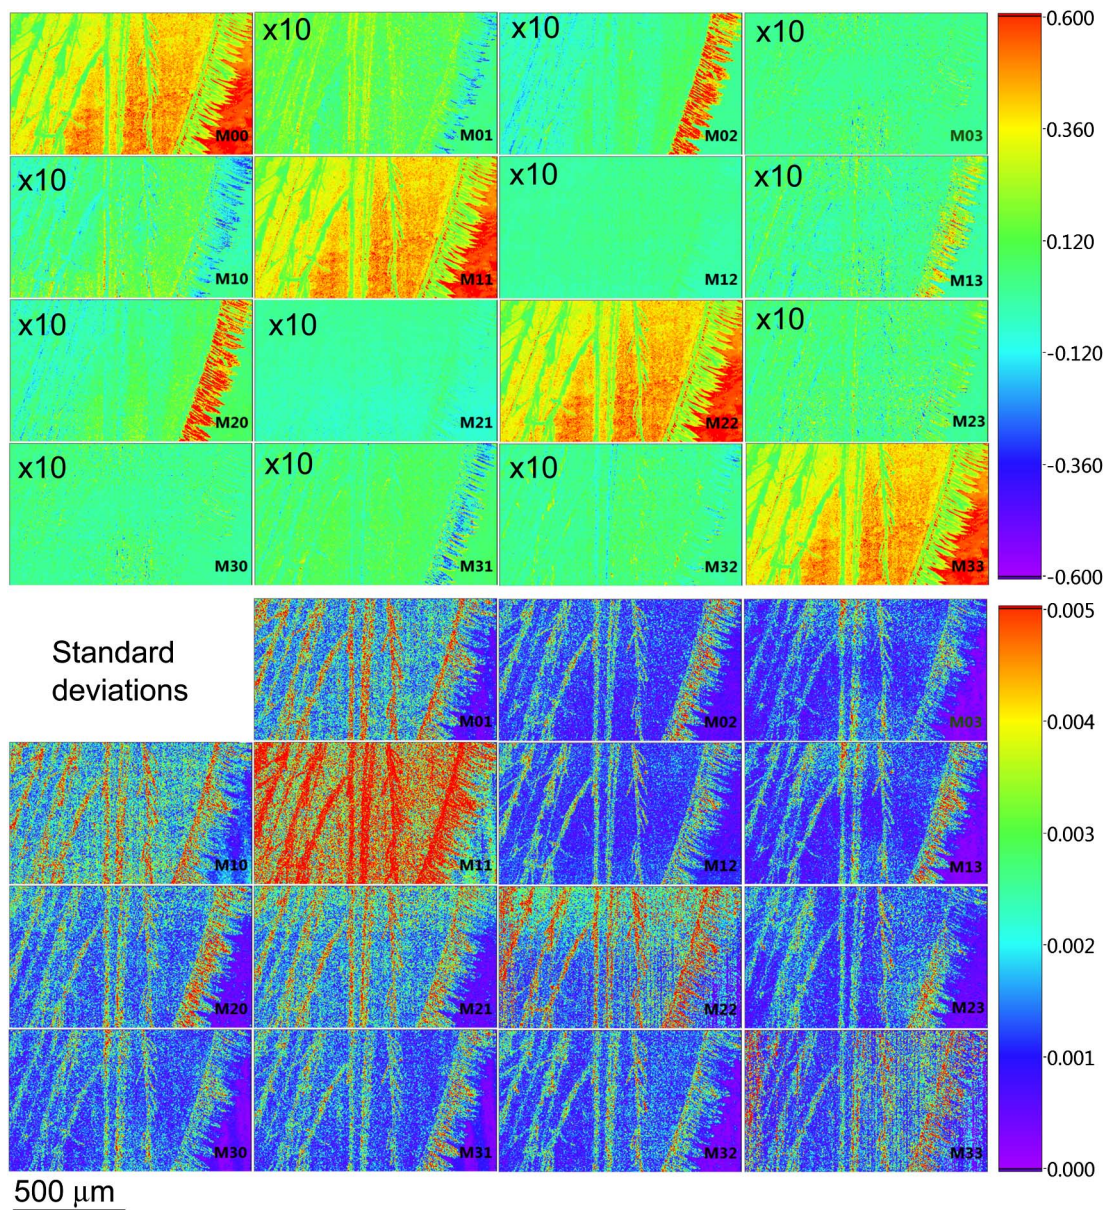 M00
x10 M01
x10 M02
x10 M03
x10 M10
M11
x10 M12
x10 M13
x10 M20
x10 M21
M22
x10 M23
x10 M30
x10 M31
x10 M32
M33
0.600
0.360
0.120
-0.120
-0.360
-0.600
Standard
deviations
M01
M02
M03
M10
M11
M12
M13
M20
M21
M22
M23
M30
M31
M32
M33
0.005
0.004
0.003
0.002
0.001
0.000
500 μm